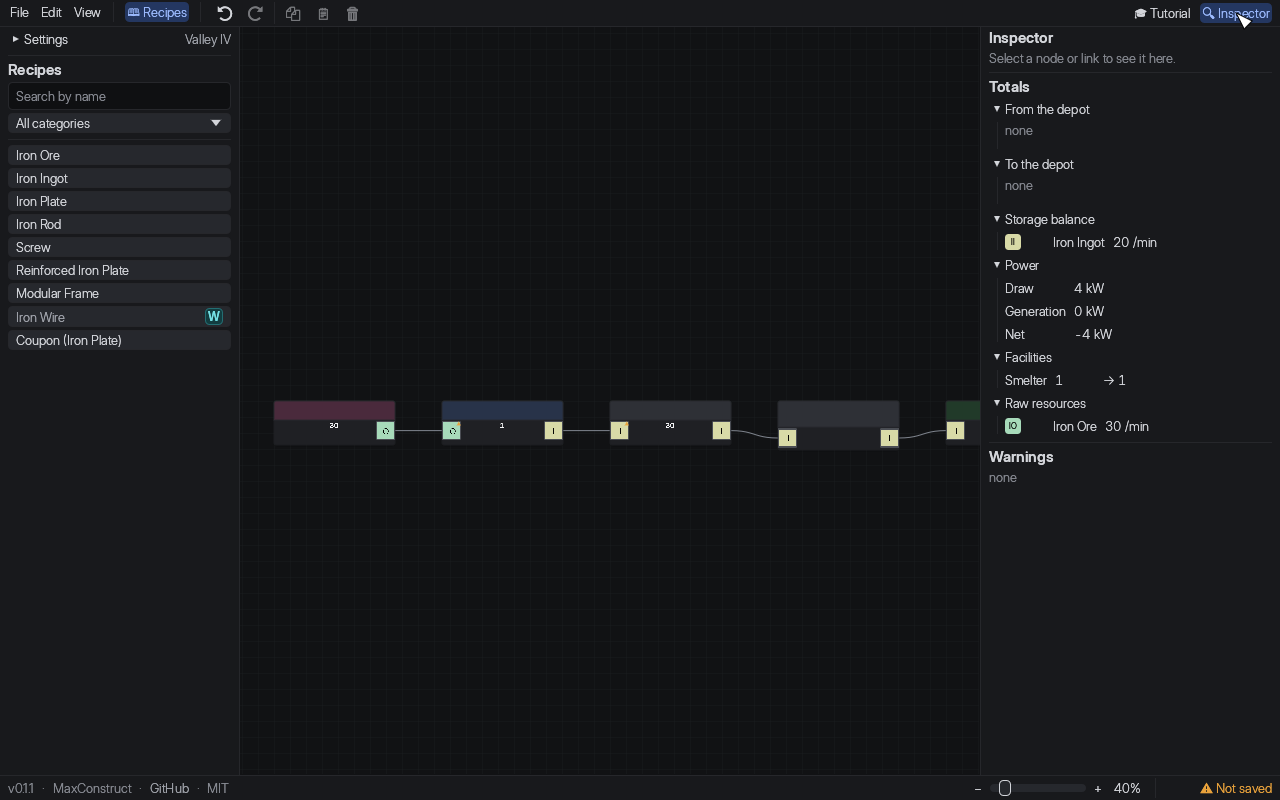 File Edit View Recipes Tutorial Inspector
Settings Valley IV
Recipes
Search by name
All categories
Iron Ore
Iron Ingot
Iron Plate
Iron Rod
Screw
Reinforced Iron Plate
Modular Frame
Iron Wire W
Coupon (Iron Plate)
30 1 30
I I I I I
Inspector
Select a node or link to see it here.
Totals
From the depot
none
To the depot
none
Storage balance
II Iron Ingot 20 /min
Power
Draw 4 kW
Generation 0 kW
Net -4 kW
Facilities
Smelter 1 → 1
Raw resources
IO Iron Ore 30 /min
Warnings
none
v0.1.1 · MaxConstruct · GitHub · MIT
− + 40% Not saved